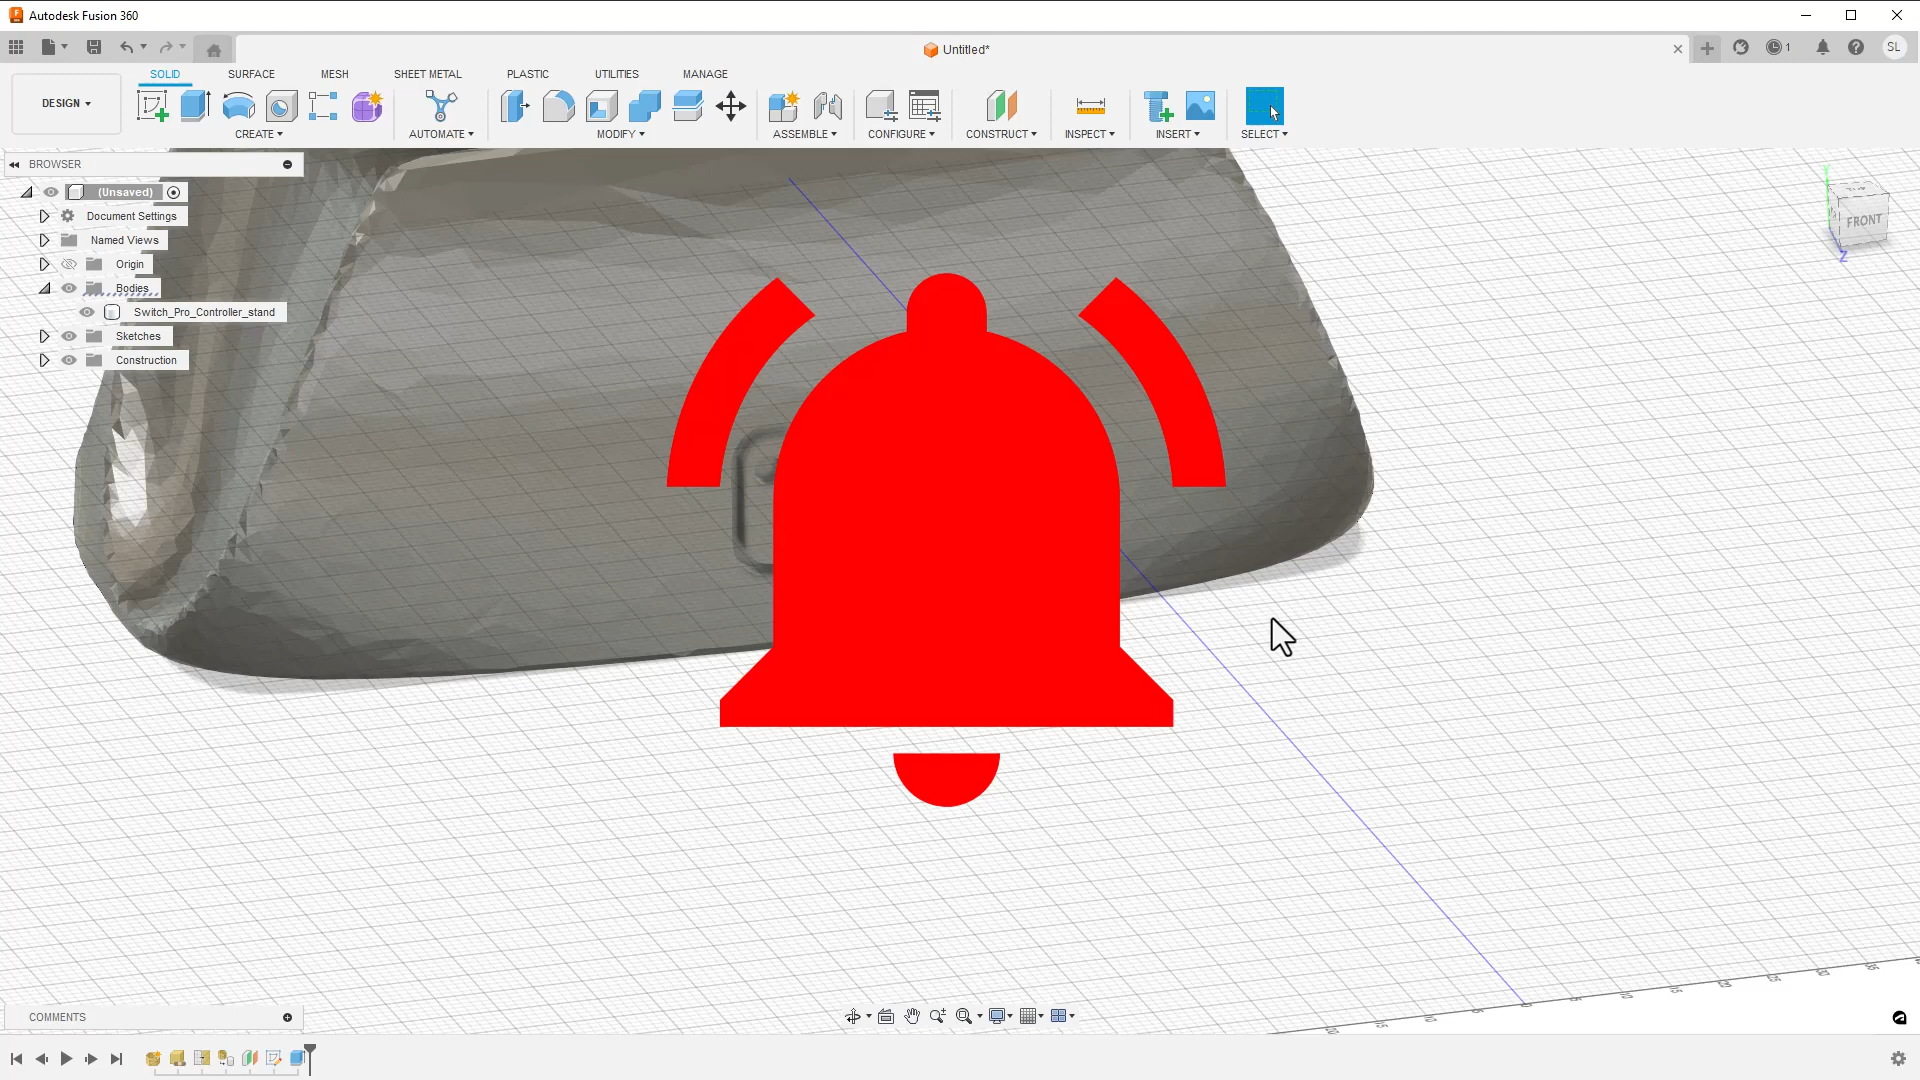 Autodesk Fusion 360
Untitled*
1
SL
DESIGN
SOLID
SURFACE
MESH
SHEET METAL
PLASTIC
UTILITIES
MANAGE
CREATE
AUTOMATE
MODIFY
ASSEMBLE
CONFIGURE
CONSTRUCT
INSPECT
INSERT
SELECT
BROWSER
(Unsaved)
Document Settings
Named Views
Origin
Bodies
Switch_Pro_Controller_stand
Sketches
Construction
Y
FRONT
Z
COMMENTS